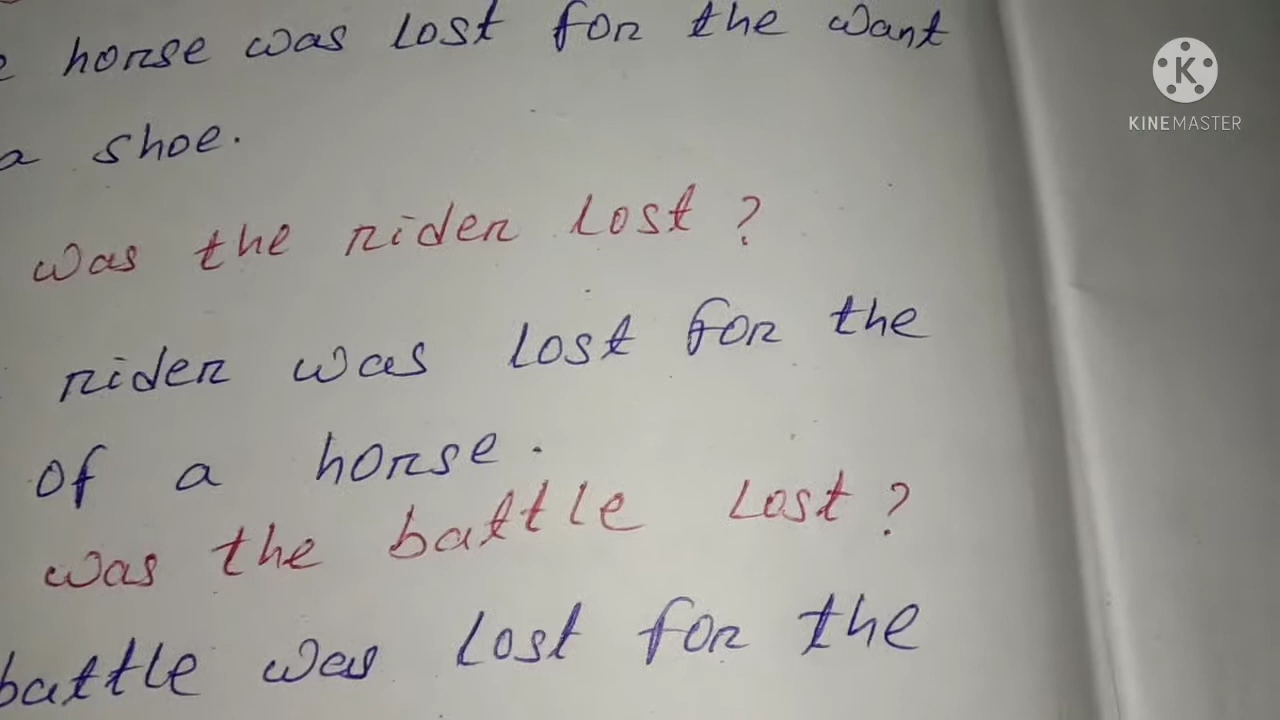 horse was lost for the want
a shoe.
was the rider lost?
rider was lost for the
of a horse.
was the battle lost?
battle was lost for the
K
KINEMASTER